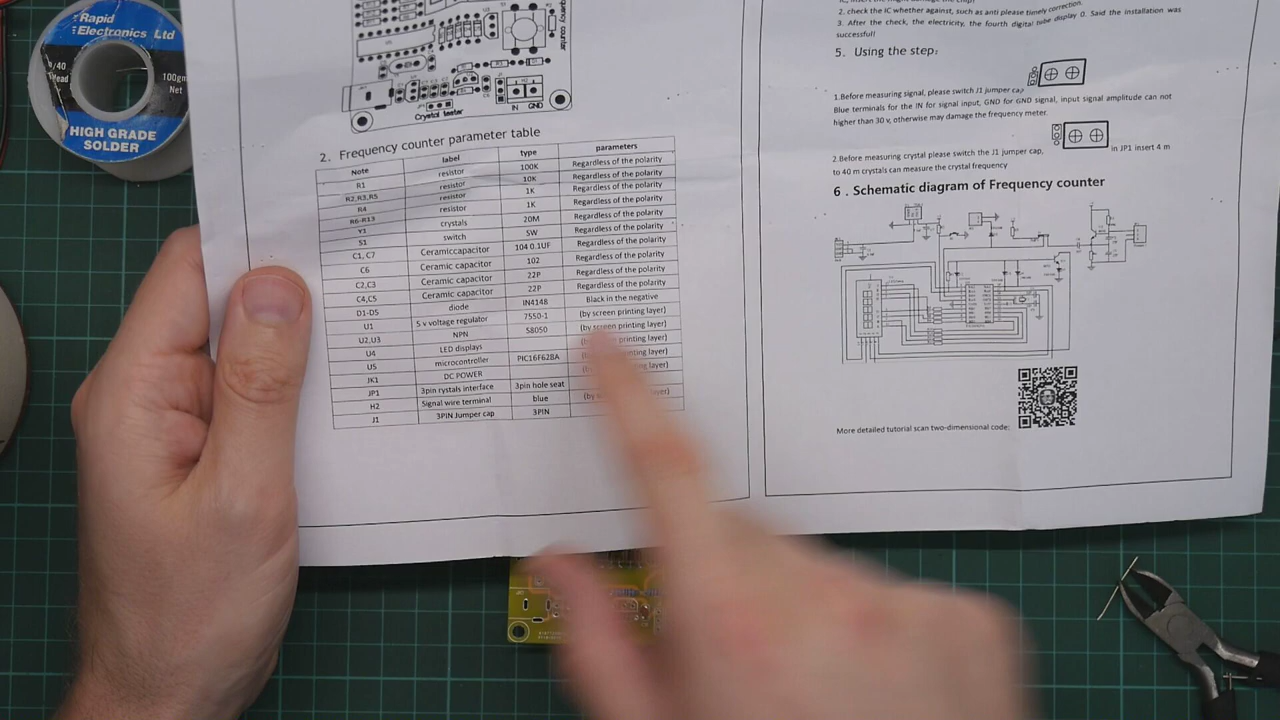 Rapid
Electronics Ltd
100gm
Net
HIGH GRADE
SOLDER
counter
IN
GND
Crystal tester
2. Frequency counter parameter table
Note label type parameters
R1 resistor 100K Regardless of the polarity
R2,R3,R5 resistor 10K Regardless of the polarity
R4 resistor 1K Regardless of the polarity
R6-R13 resistor 1K Regardless of the polarity
Y1 crystals 20M Regardless of the polarity
S1 switch SW Regardless of the polarity
C1, C7 Ceramiccapacitor 104 0.1UF Regardless of the polarity
C6 Ceramic capacitor 102 Regardless of the polarity
C2,C3 Ceramic capacitor 22P Regardless of the polarity
C4,C5 Ceramic capacitor 22P Regardless of the polarity
D1-D5 diode IN4148 Black in the negative
U1 5 v voltage regulator 7550-1 (by screen printing layer)
U2,U3 NPN S8050 (by screen printing layer)
U4 LED displays printing layer)
U5 microcontroller PIC16F628A printing layer)
JK1 DC POWER printing layer)
JP1 3pin rystals interface 3pin hole seat
H2 Signal wire terminal blue (by layer)
J1 3PIN Jumper cap 3PIN
2. check the IC whether against, such as anti please timely correction.
3. After the check, the electricity, the fourth digital tube display 0. Said the installation was
successful!
5. Using the step:
1.Before measuring signal, please switch J1 jumper cap
Blue terminals for the IN for signal input, GND for GND signal, input signal amplitude can not
higher than 30 v, otherwise may damage the frequency meter.
2.Before measuring crystal please switch the J1 jumper cap, in JP1 insert 4 m
to 40 m crystals can measure the crystal frequency
6 . Schematic diagram of Frequency counter
More detailed tutorial scan two-dimensional code: